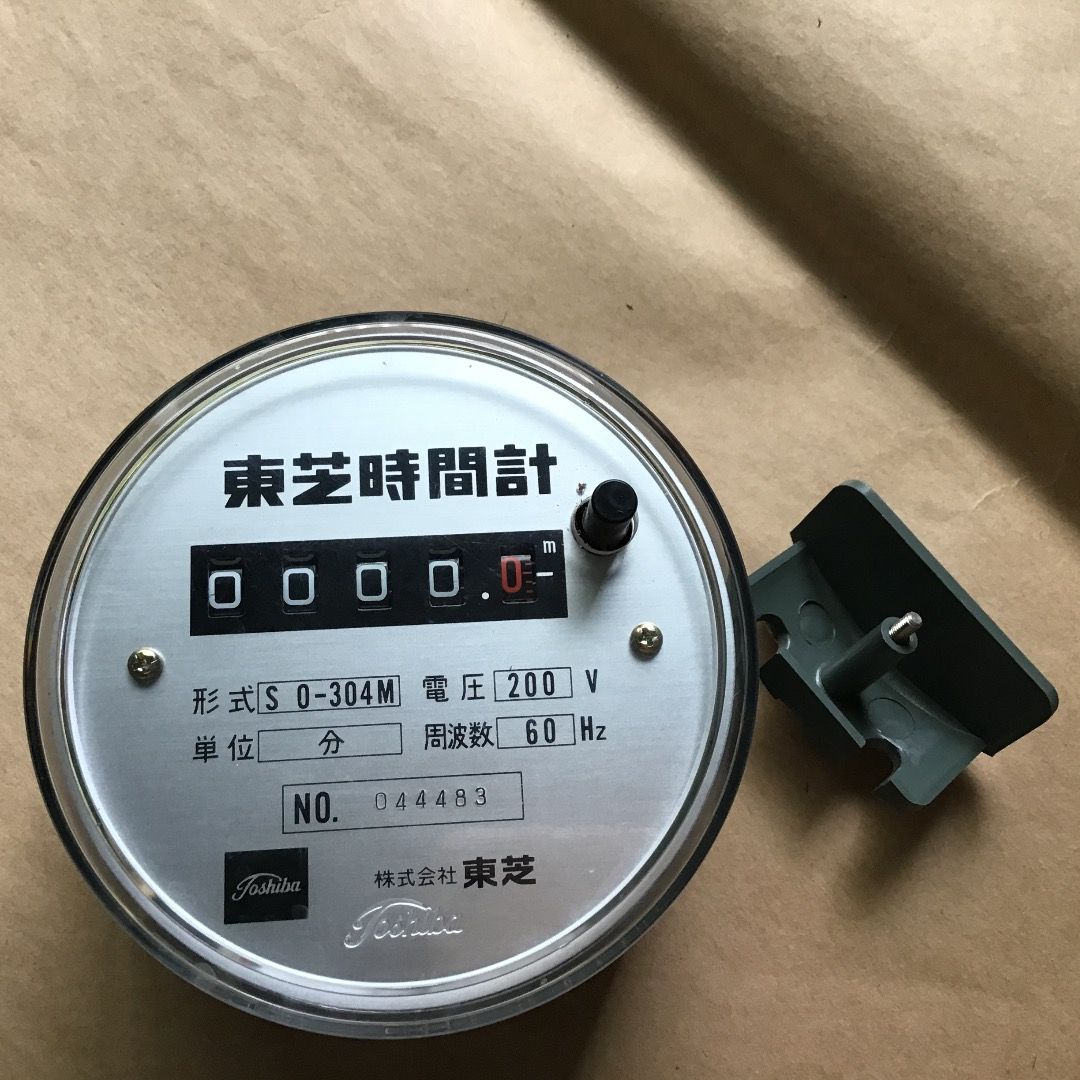 東芝時間計
0000.0 m
形式 S 0-304M 電圧 200 V
単位 分 周波数 60 Hz
NO. 044483
Toshiba
株式会社 東芝
Toshiba